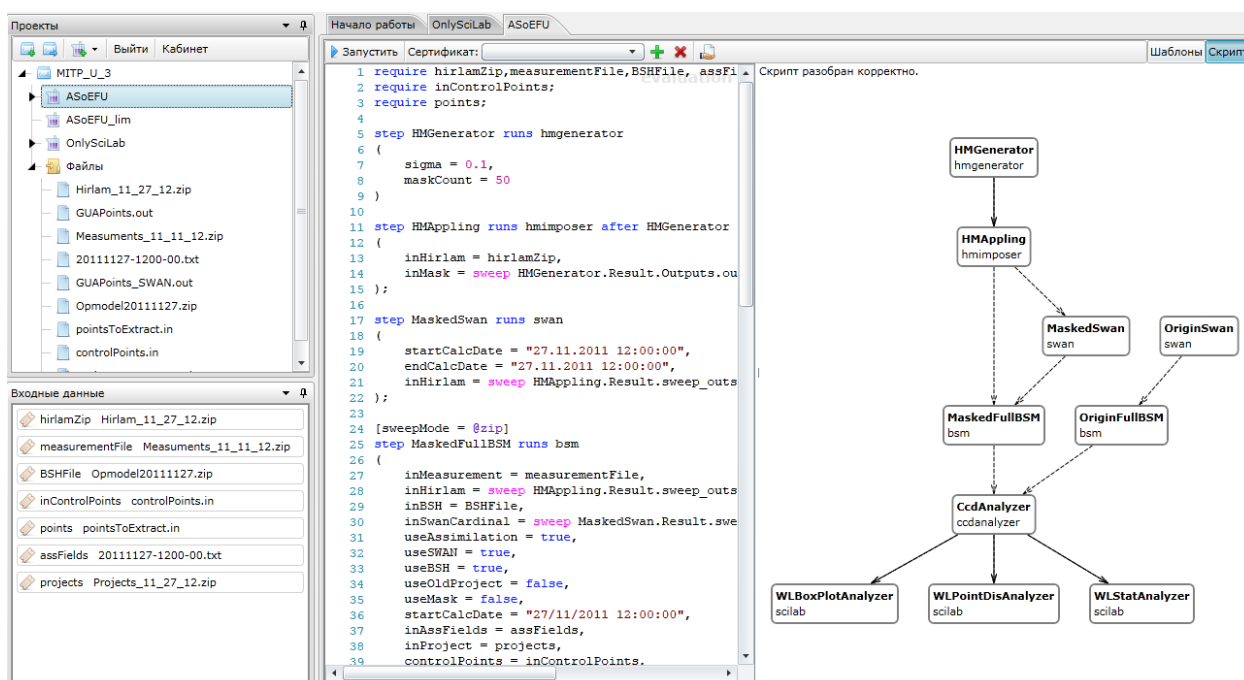 Проекты
Выйти Кабинет
MITP_U_3
ASoEFU
ASoEFU_lim
OnlySciLab
Файлы
Hirlam_11_27_12.zip
GUAPoints.out
Measuments_11_11_12.zip
20111127-1200-00.txt
GUAPoints_SWAN.out
Opmodel20111127.zip
pointsToExtract.in
controlPoints.in
Входные данные
hirlamZip Hirlam_11_27_12.zip
measurementFile Measuments_11_11_12.zip
BSHFile Opmodel20111127.zip
inControlPoints controlPoints.in
points pointsToExtract.in
assFields 20111127-1200-00.txt
projects Projects_11_27_12.zip
Начало работы OnlySciLab ASoEFU
Запустить Сертификат:
Шаблоны Скрипт
1 require hirlamZip,measurementFile,BSHFile, assFi
evaluation
2 require inControlPoints;
3 require points;
4
5 step HMGenerator runs hmgenerator
6 (
7 sigma = 0.1,
8 maskCount = 50
9 )
10
11 step HMAppling runs hmimposer after HMGenerator
12 (
13 inHirlam = hirlamZip,
14 inMask = sweep HMGenerator.Result.Outputs.ou
15 );
16
17 step MaskedSwan runs swan
18 (
19 startCalcDate = "27.11.2011 12:00:00",
20 endCalcDate = "27.11.2011 12:00:00",
21 inHirlam = sweep HMAppling.Result.sweep_outs
22 );
23
24 [sweepMode = @zip]
25 step MaskedFullBSM runs bsm
26 (
27 inMeasurement = measurementFile,
28 inHirlam = sweep HMAppling.Result.sweep_outs
29 inBSH = BSHFile,
30 inSwanCardinal = sweep MaskedSwan.Result.swe
31 useAssimilation = true,
32 useSWAN = true,
33 useBSH = true,
34 useOldProject = false,
35 useMask = false,
36 startCalcDate = "27/11/2011 12:00:00",
37 inAssFields = assFields,
38 inProject = projects,
39 controlPoints = inControlPoints.
Скрипт разобран корректно.
HMGenerator
hmgenerator
HMAppling
hmimposer
MaskedSwan
swan
OriginSwan
swan
MaskedFullBSM
bsm
OriginFullBSM
bsm
CcdAnalyzer
ccdanalyzer
WLBoxPlotAnalyzer
scilab
WLPointDisAnalyzer
scilab
WLStatAnalyzer
scilab